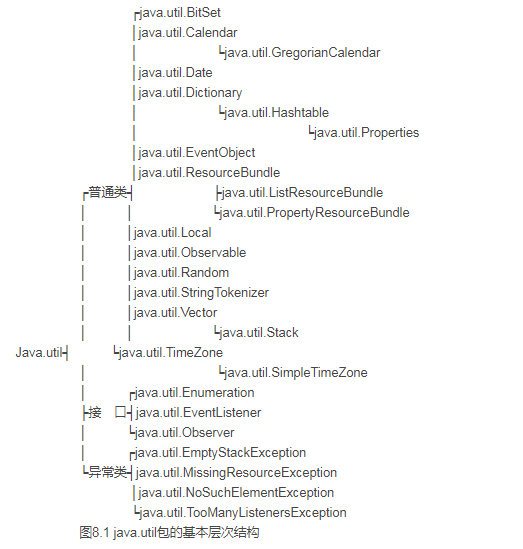 ┌java.util.BitSet
│java.util.Calendar
│ └java.util.GregorianCalendar
│java.util.Date
│java.util.Dictionary
│ └java.util.Hashtable
│ └java.util.Properties
│java.util.EventObject
│java.util.ResourceBundle
┌普通类┤ ├java.util.ListResourceBundle
│ │ └java.util.PropertyResourceBundle
│ │java.util.Local
│ │java.util.Observable
│ │java.util.Random
│ │java.util.StringTokenizer
│ │java.util.Vector
│ │ └java.util.Stack
Java.util┤ └java.util.TimeZone
│ └java.util.SimpleTimeZone
│ ┌java.util.Enumeration
├接 口┤java.util.EventListener
│ └java.util.Observer
│ ┌java.util.EmptyStackException
└异常类┤java.util.MissingResourceException
│java.util.NoSuchElementException
└java.util.TooManyListenersException
图8.1 java.util包的基本层次结构